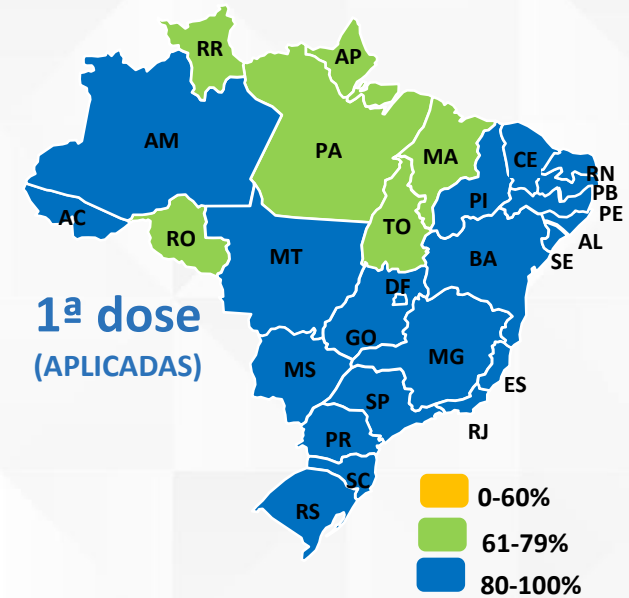 RR
AP
AM
PA
MA
CE
RN
PI
PB
AC
PE
RO
TO
AL
MT
BA
SE
DF
1ª dose
GO
(APLICADAS)
MG
MS
ES
SP
RJ
PR
SC
RS
0-60%
61-79%
80-100%